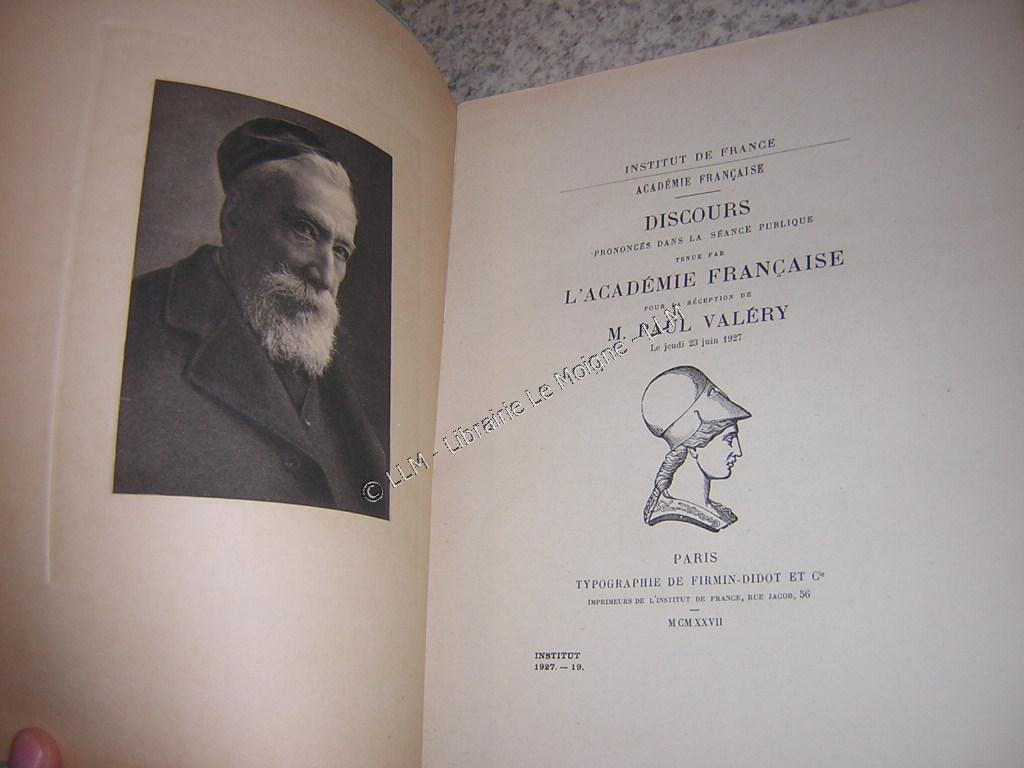 INSTITUT DE FRANCE
ACADÉMIE FRANÇAISE
DISCOURS
PRONONCÉS DANS LA SÉANCE PUBLIQUE
TENUE PAR
L'ACADÉMIE FRANÇAISE
POUR LA RÉCEPTION DE
M. PAUL VALÉRY
Le jeudi 23 juin 1927
PARIS
TYPOGRAPHIE DE FIRMIN-DIDOT ET Cie
IMPRIMEURS DE L'INSTITUT DE FRANCE, RUE JACOB, 56
MCMXXVII
INSTITUT
1927. — 19.
© LLM - Librairie Le Moigne - LLM